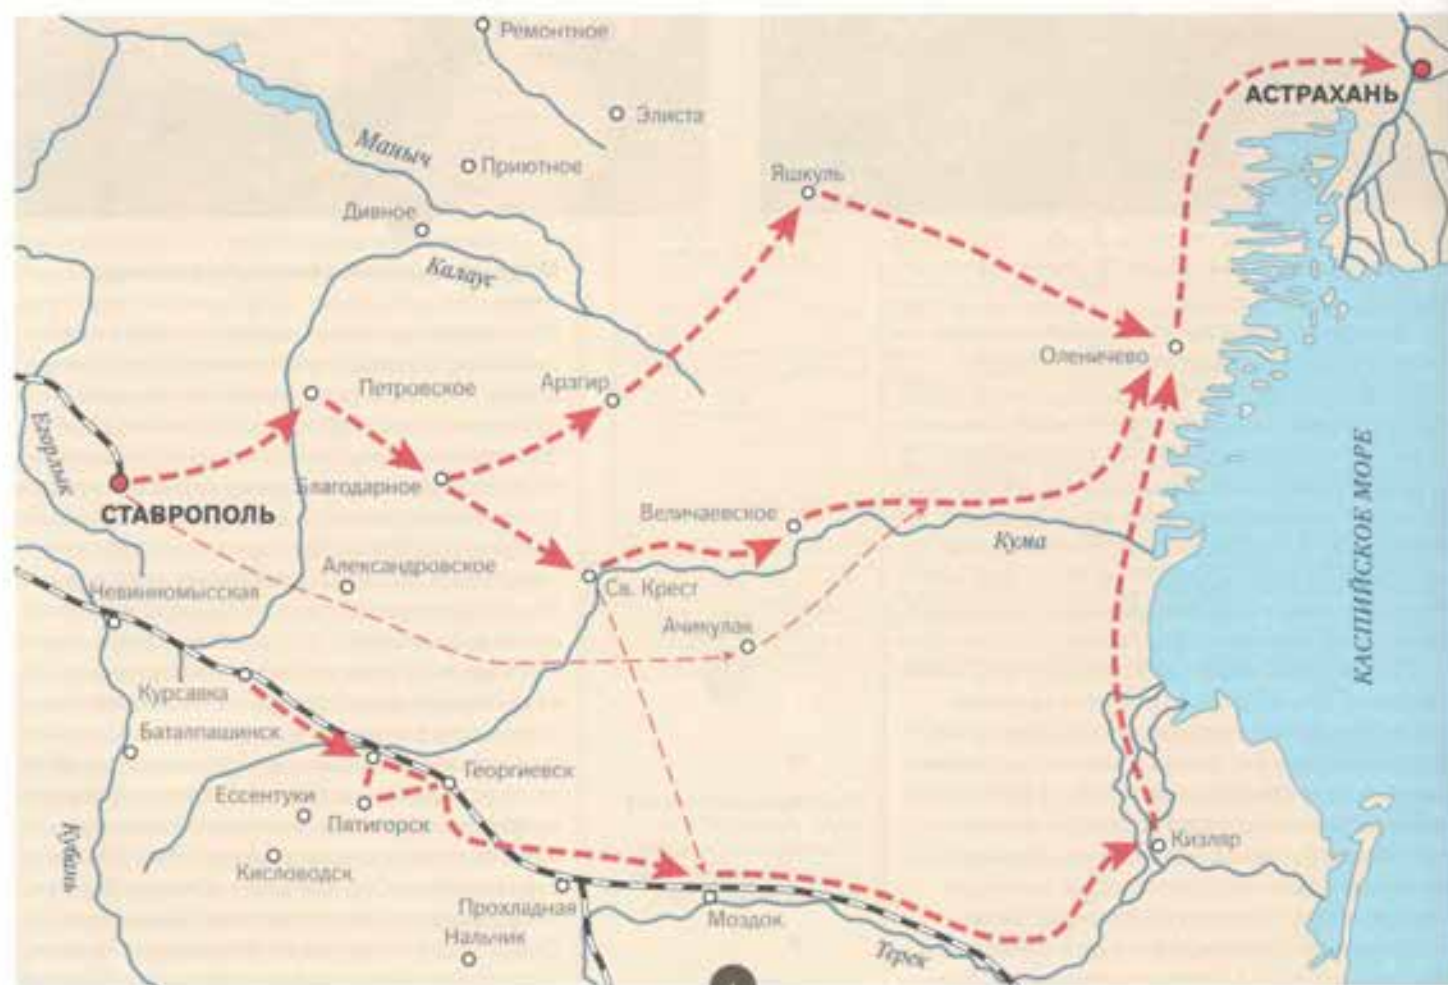 Ремонтное
Элиста
АСТРАХАНЬ
Маныч
Приютное
Яшкуль
Дивное
Калаус
Оленичево
Петровское
Арзгир
Егорлык
Благодарное
СТАВРОПОЛЬ
Величаевское
Кума
КАСПИЙСКОЕ МОРЕ
Александровское
Невинномысская
Св. Крест
Ачикулак
Курсавка
Баталпашинск
Георгиевск
Ессентуки
Пятигорск
Кизляр
Кубань
Кисловодск
Прохладная
Моздок
Нальчик
Терек